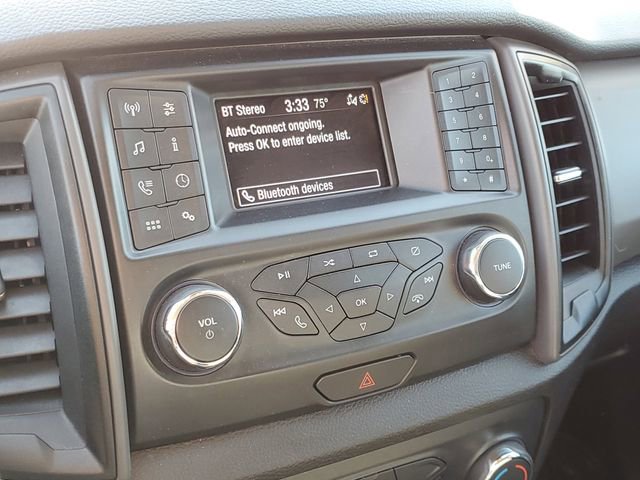 BT Stereo 3:33 75°
Auto-Connect ongoing.
Press OK to enter device list.
Bluetooth devices
1 2
3 4
5 6
7 8
9 0
* #
VOL
OK
TUNE